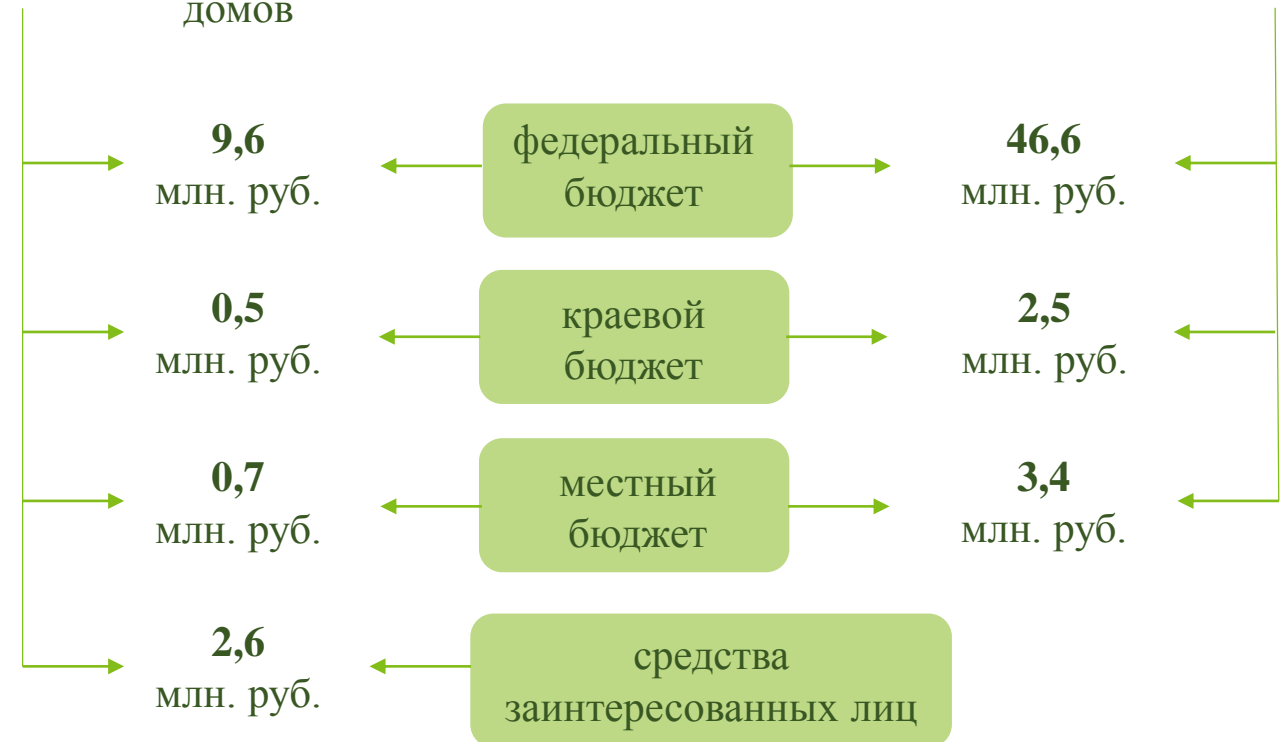 домов
9,6
млн. руб.
федеральный
бюджет
46,6
млн. руб.
0,5
млн. руб.
краевой
бюджет
2,5
млн. руб.
0,7
млн. руб.
местный
бюджет
3,4
млн. руб.
2,6
млн. руб.
средства
заинтересованных лиц